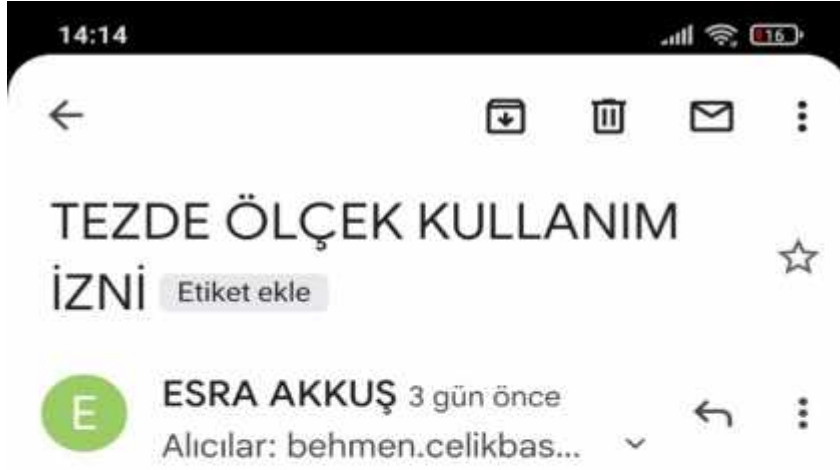 14:14
16
TEZDE ÖLÇEK KULLANIM
İZNİ Etiket ekle
E
ESRA AKKUŞ 3 gün önce
Alıcılar: behmen.celikbas...